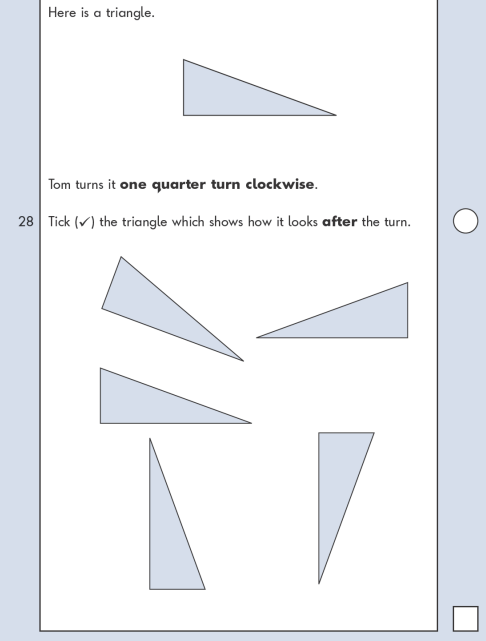 Here is a triangle.
Tom turns it one quarter turn clockwise.
28 Tick (✓) the triangle which shows how it looks after the turn.